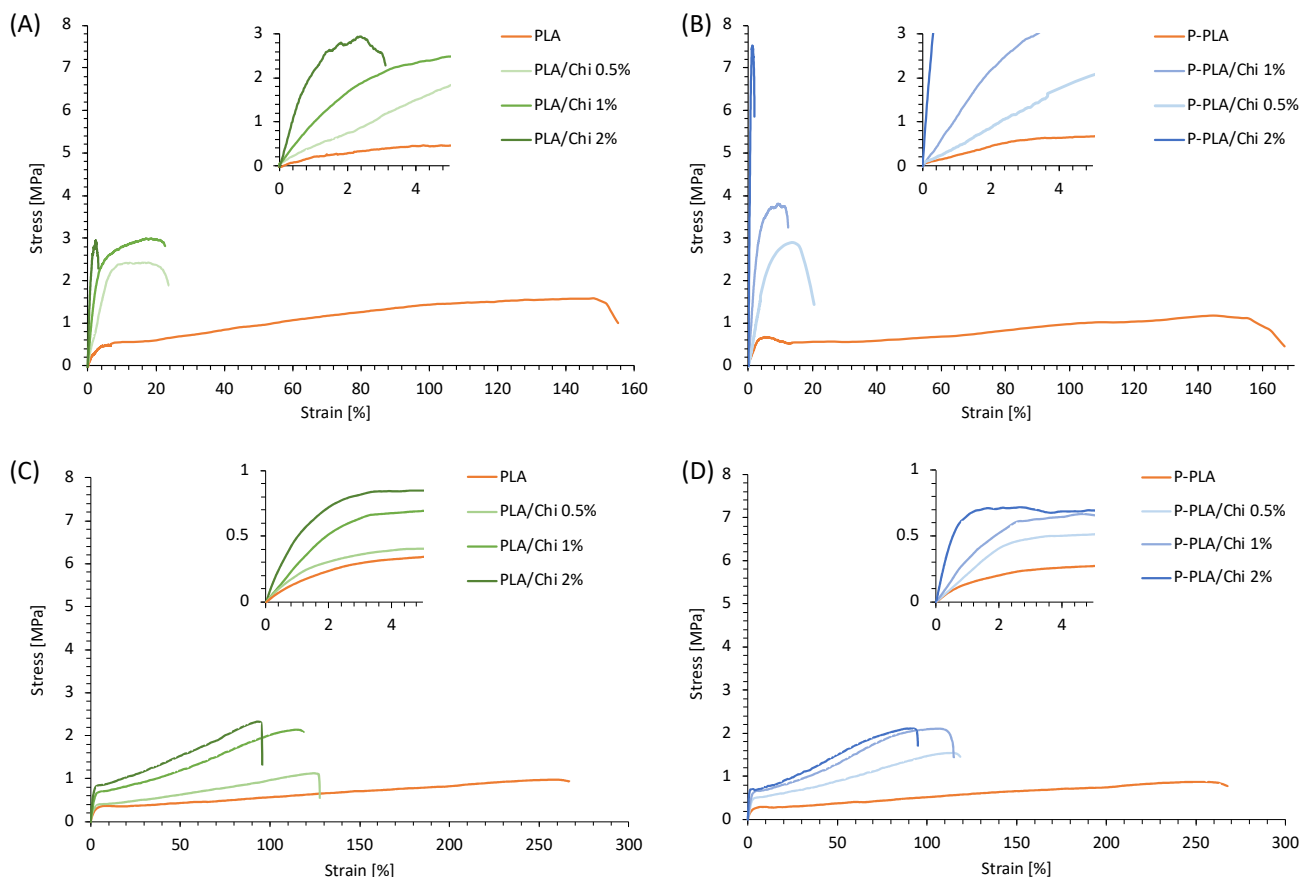 (A)
Stress [MPa]
8
7
6
5
4
3
2
1
0
0 20 40 60 80 100 120 140 160
Strain [%]
3
2
1
0
0 2 4
PLA
PLA/Chi 0.5%
PLA/Chi 1%
PLA/Chi 2%
(B)
Stress [MPa]
8
7
6
5
4
3
2
1
0
0 20 40 60 80 100 120 140 160
Strain [%]
3
2
1
0
0 2 4
P-PLA
P-PLA/Chi 1%
P-PLA/Chi 0.5%
P-PLA/Chi 2%
(C)
Stress [MPa]
8
7
6
5
4
3
2
1
0
0 50 100 150 200 250 300
Strain [%]
1
0.5
0
0 2 4
PLA
PLA/Chi 0.5%
PLA/Chi 1%
PLA/Chi 2%
(D)
Stress [MPa]
8
7
6
5
4
3
2
1
0
0 50 100 150 200 250 300
Strain [%]
1
0.5
0
0 2 4
P-PLA
P-PLA/Chi 0.5%
P-PLA/Chi 1%
P-PLA/Chi 2%